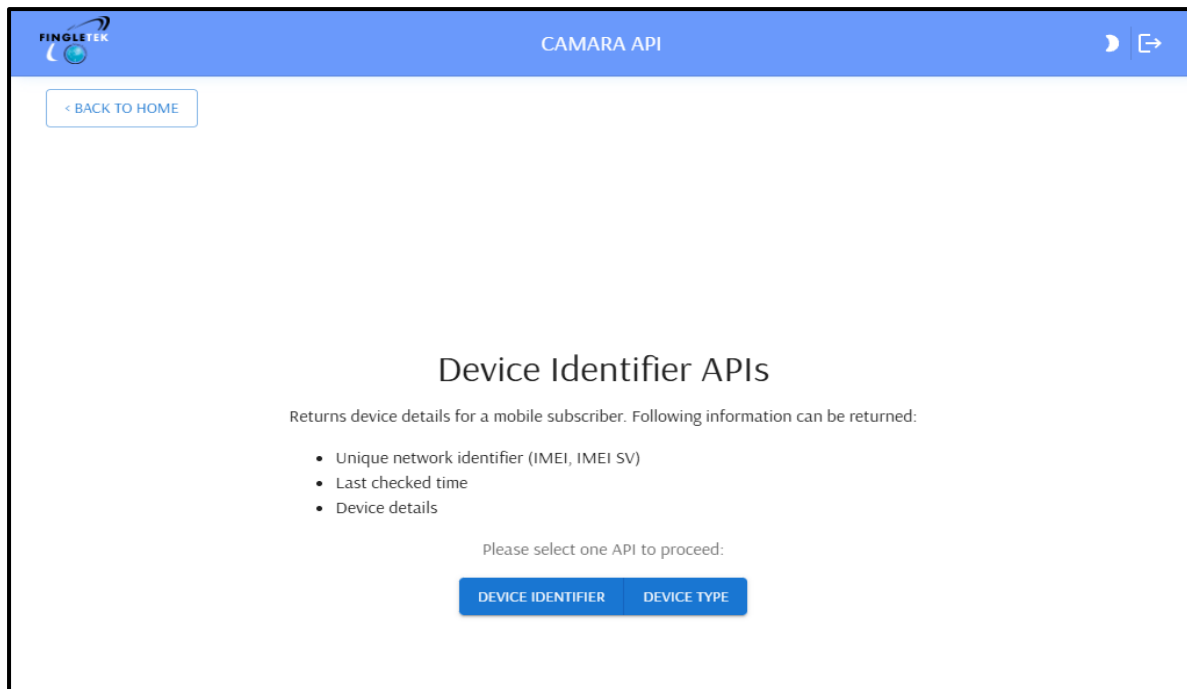 FINGLETEK
CAMARA API
< BACK TO HOME
Device Identifier APIs
Returns device details for a mobile subscriber. Following information can be returned:
• Unique network identifier (IMEI, IMEI SV)
• Last checked time
• Device details
Please select one API to proceed:
DEVICE IDENTIFIER DEVICE TYPE